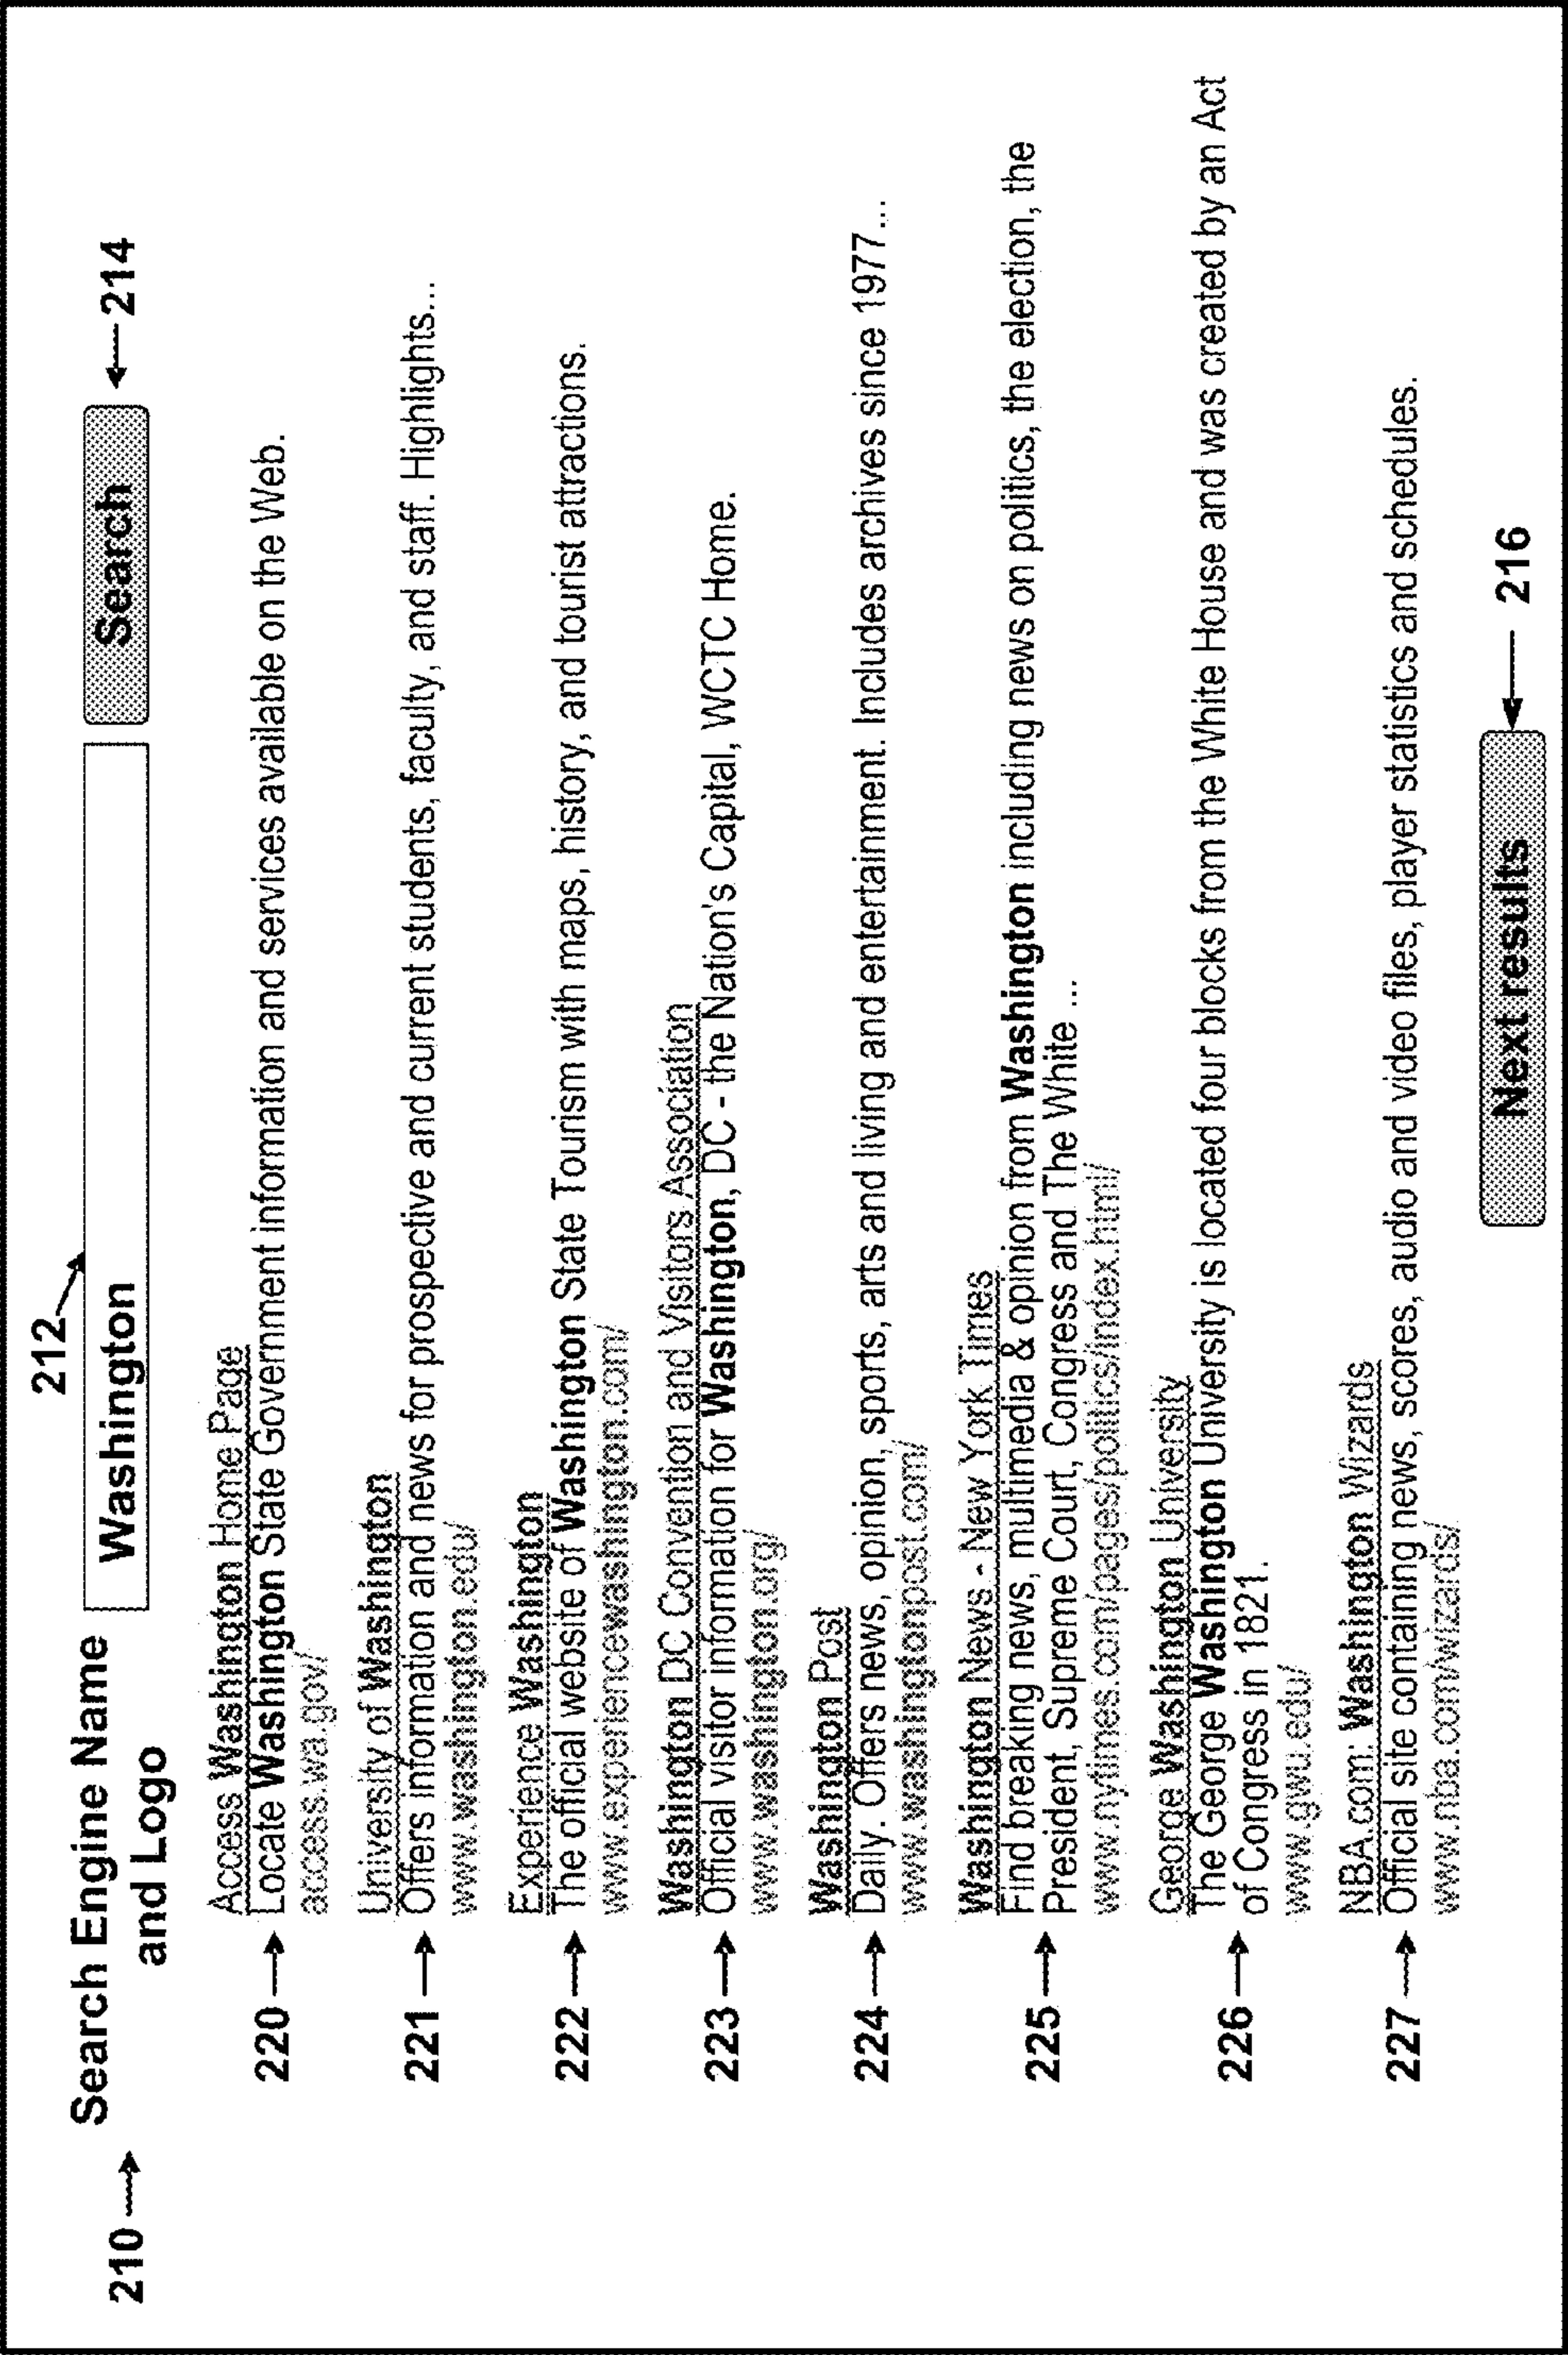 212
210 Search Engine Name
and Logo
Washington
Search
214
Access Washington Home Page
220 Locate Washington State Government information and services available on the Web.
access.wa.gov/
University of Washington
221 Offers information and news for prospective and current students, faculty, and staff. Highlights...
www.washington.edu/
Experience Washington
222 The official website of Washington State Tourism with maps, history, and tourist attractions.
www.experiencewashington.com/
Washington DC Convention and Visitors Association
223 Official visitor information for Washington, DC - the Nation's Capital, WCTC Home.
www.washington.org/
Washington Post
224 Daily. Offers news, opinion, sports, arts and living and entertainment. Includes archives since 1977...
www.washingtonpost.com/
Washington News - New York Times
Find breaking news, multimedia & opinion from Washington including news on politics, the election, the
225 President, Supreme Court, Congress and The White ...
www.nytimes.com/pages/politics/index.html/
George Washington University
The George Washington University is located four blocks from the White House and was created by an Act
226 of Congress in 1821.
www.gwu.edu/
NBA.com: Washington Wizards
227 Official site containing news, scores, audio and video files, player statistics and schedules.
www.nba.com/wizards/
Next results
216